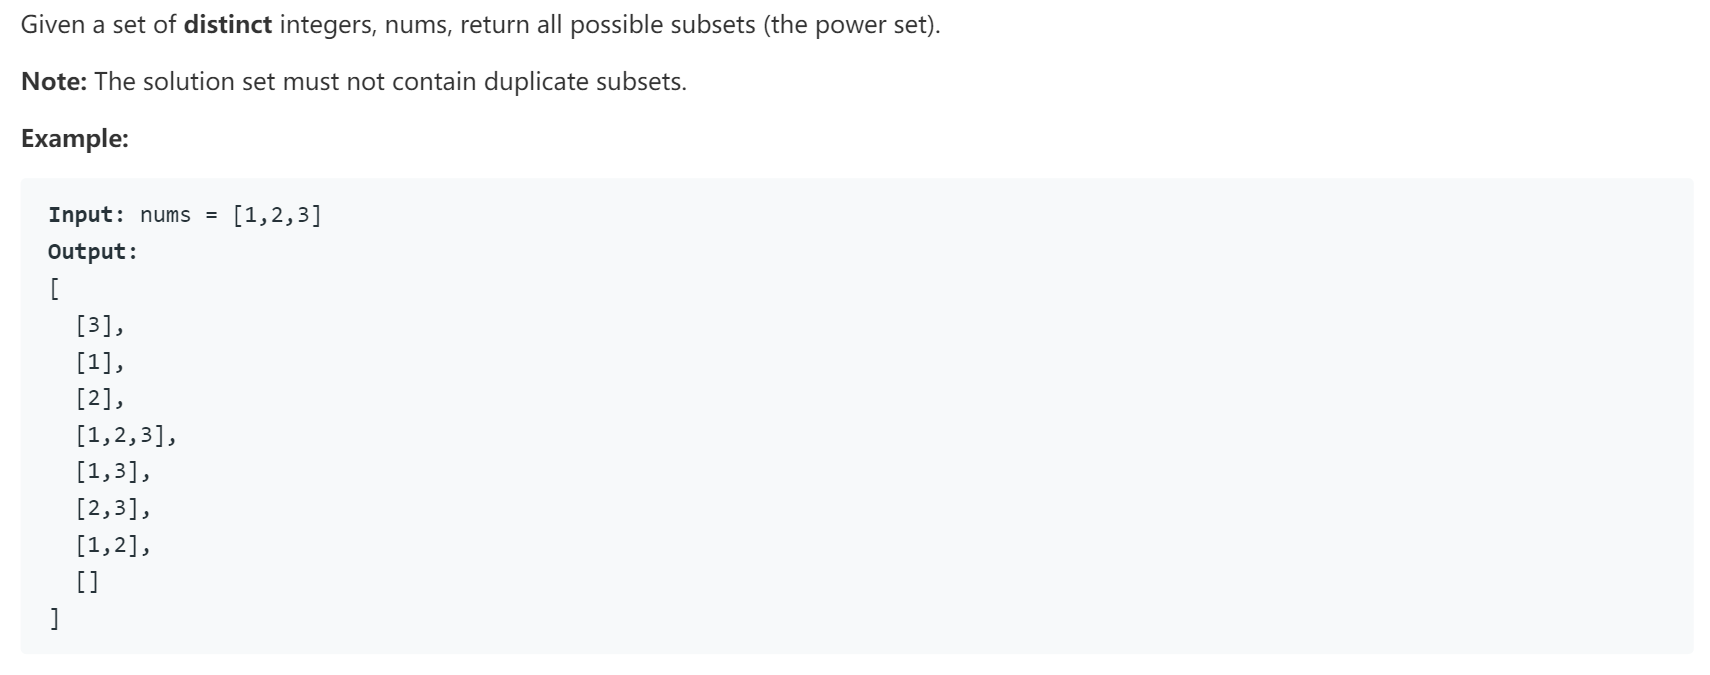 Given a set of distinct integers, nums, return all possible subsets (the power set).
Note: The solution set must not contain duplicate subsets.
Example:
Input: nums = [1,2,3]
Output:
[
  [3],
  [1],
  [2],
  [1,2,3],
  [1,3],
  [2,3],
  [1,2],
  []
]